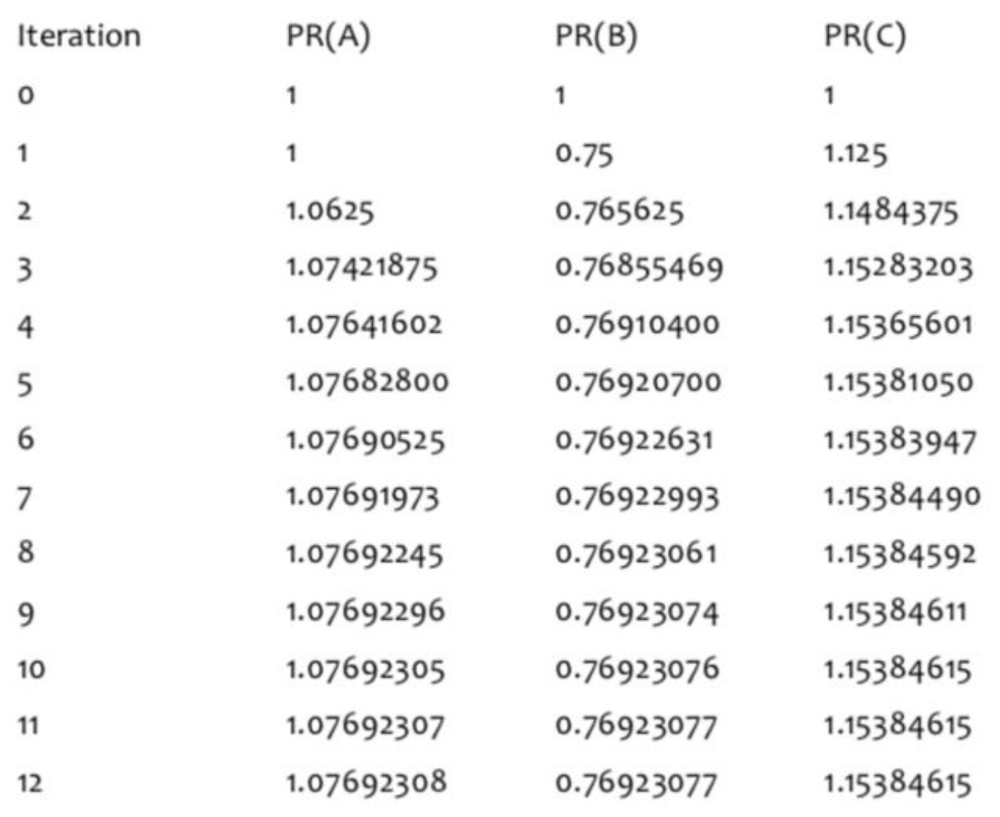 Iteration PR(A) PR(B) PR(C)
0 1 1 1
1 1 0.75 1.125
2 1.0625 0.765625 1.1484375
3 1.07421875 0.76855469 1.15283203
4 1.07641602 0.76910400 1.15365601
5 1.07682800 0.76920700 1.15381050
6 1.07690525 0.76922631 1.15383947
7 1.07691973 0.76922993 1.15384490
8 1.07692245 0.76923061 1.15384592
9 1.07692296 0.76923074 1.15384611
10 1.07692305 0.76923076 1.15384615
11 1.07692307 0.76923077 1.15384615
12 1.07692308 0.76923077 1.15384615